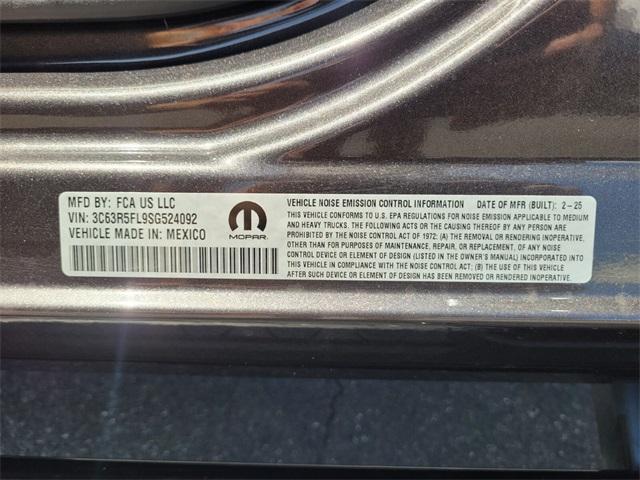 MFD BY: FCA US LLC
VIN: 3C63R5FL9SG524092
VEHICLE MADE IN: MEXICO
MOPAR
VEHICLE NOISE EMISSION CONTROL INFORMATION DATE OF MFR (BUILT): 2-25
THIS VEHICLE CONFORMS TO U.S. EPA REGULATIONS FOR NOISE EMISSION APPLICABLE TO MEDIUM
AND HEAVY TRUCKS. THE FOLLOWING ACTS OR THE CAUSING THEREOF BY ANY PERSON ARE
PROHIBITED BY THE NOISE CONTROL ACT OF 1972: (A) THE REMOVAL OR RENDERING INOPERATIVE,
OTHER THAN FOR PURPOSES OF MAINTENANCE, REPAIR, OR REPLACEMENT, OF ANY NOISE
CONTROL DEVICE OR ELEMENT OF DESIGN (LISTED IN THE OWNER'S MANUAL) INCORPORATED INTO
THIS VEHICLE IN COMPLIANCE WITH THE NOISE CONTROL ACT; (B) THE USE OF THIS VEHICLE
AFTER SUCH DEVICE OR ELEMENT OF DESIGN HAS BEEN REMOVED OR RENDERED INOPERATIVE.